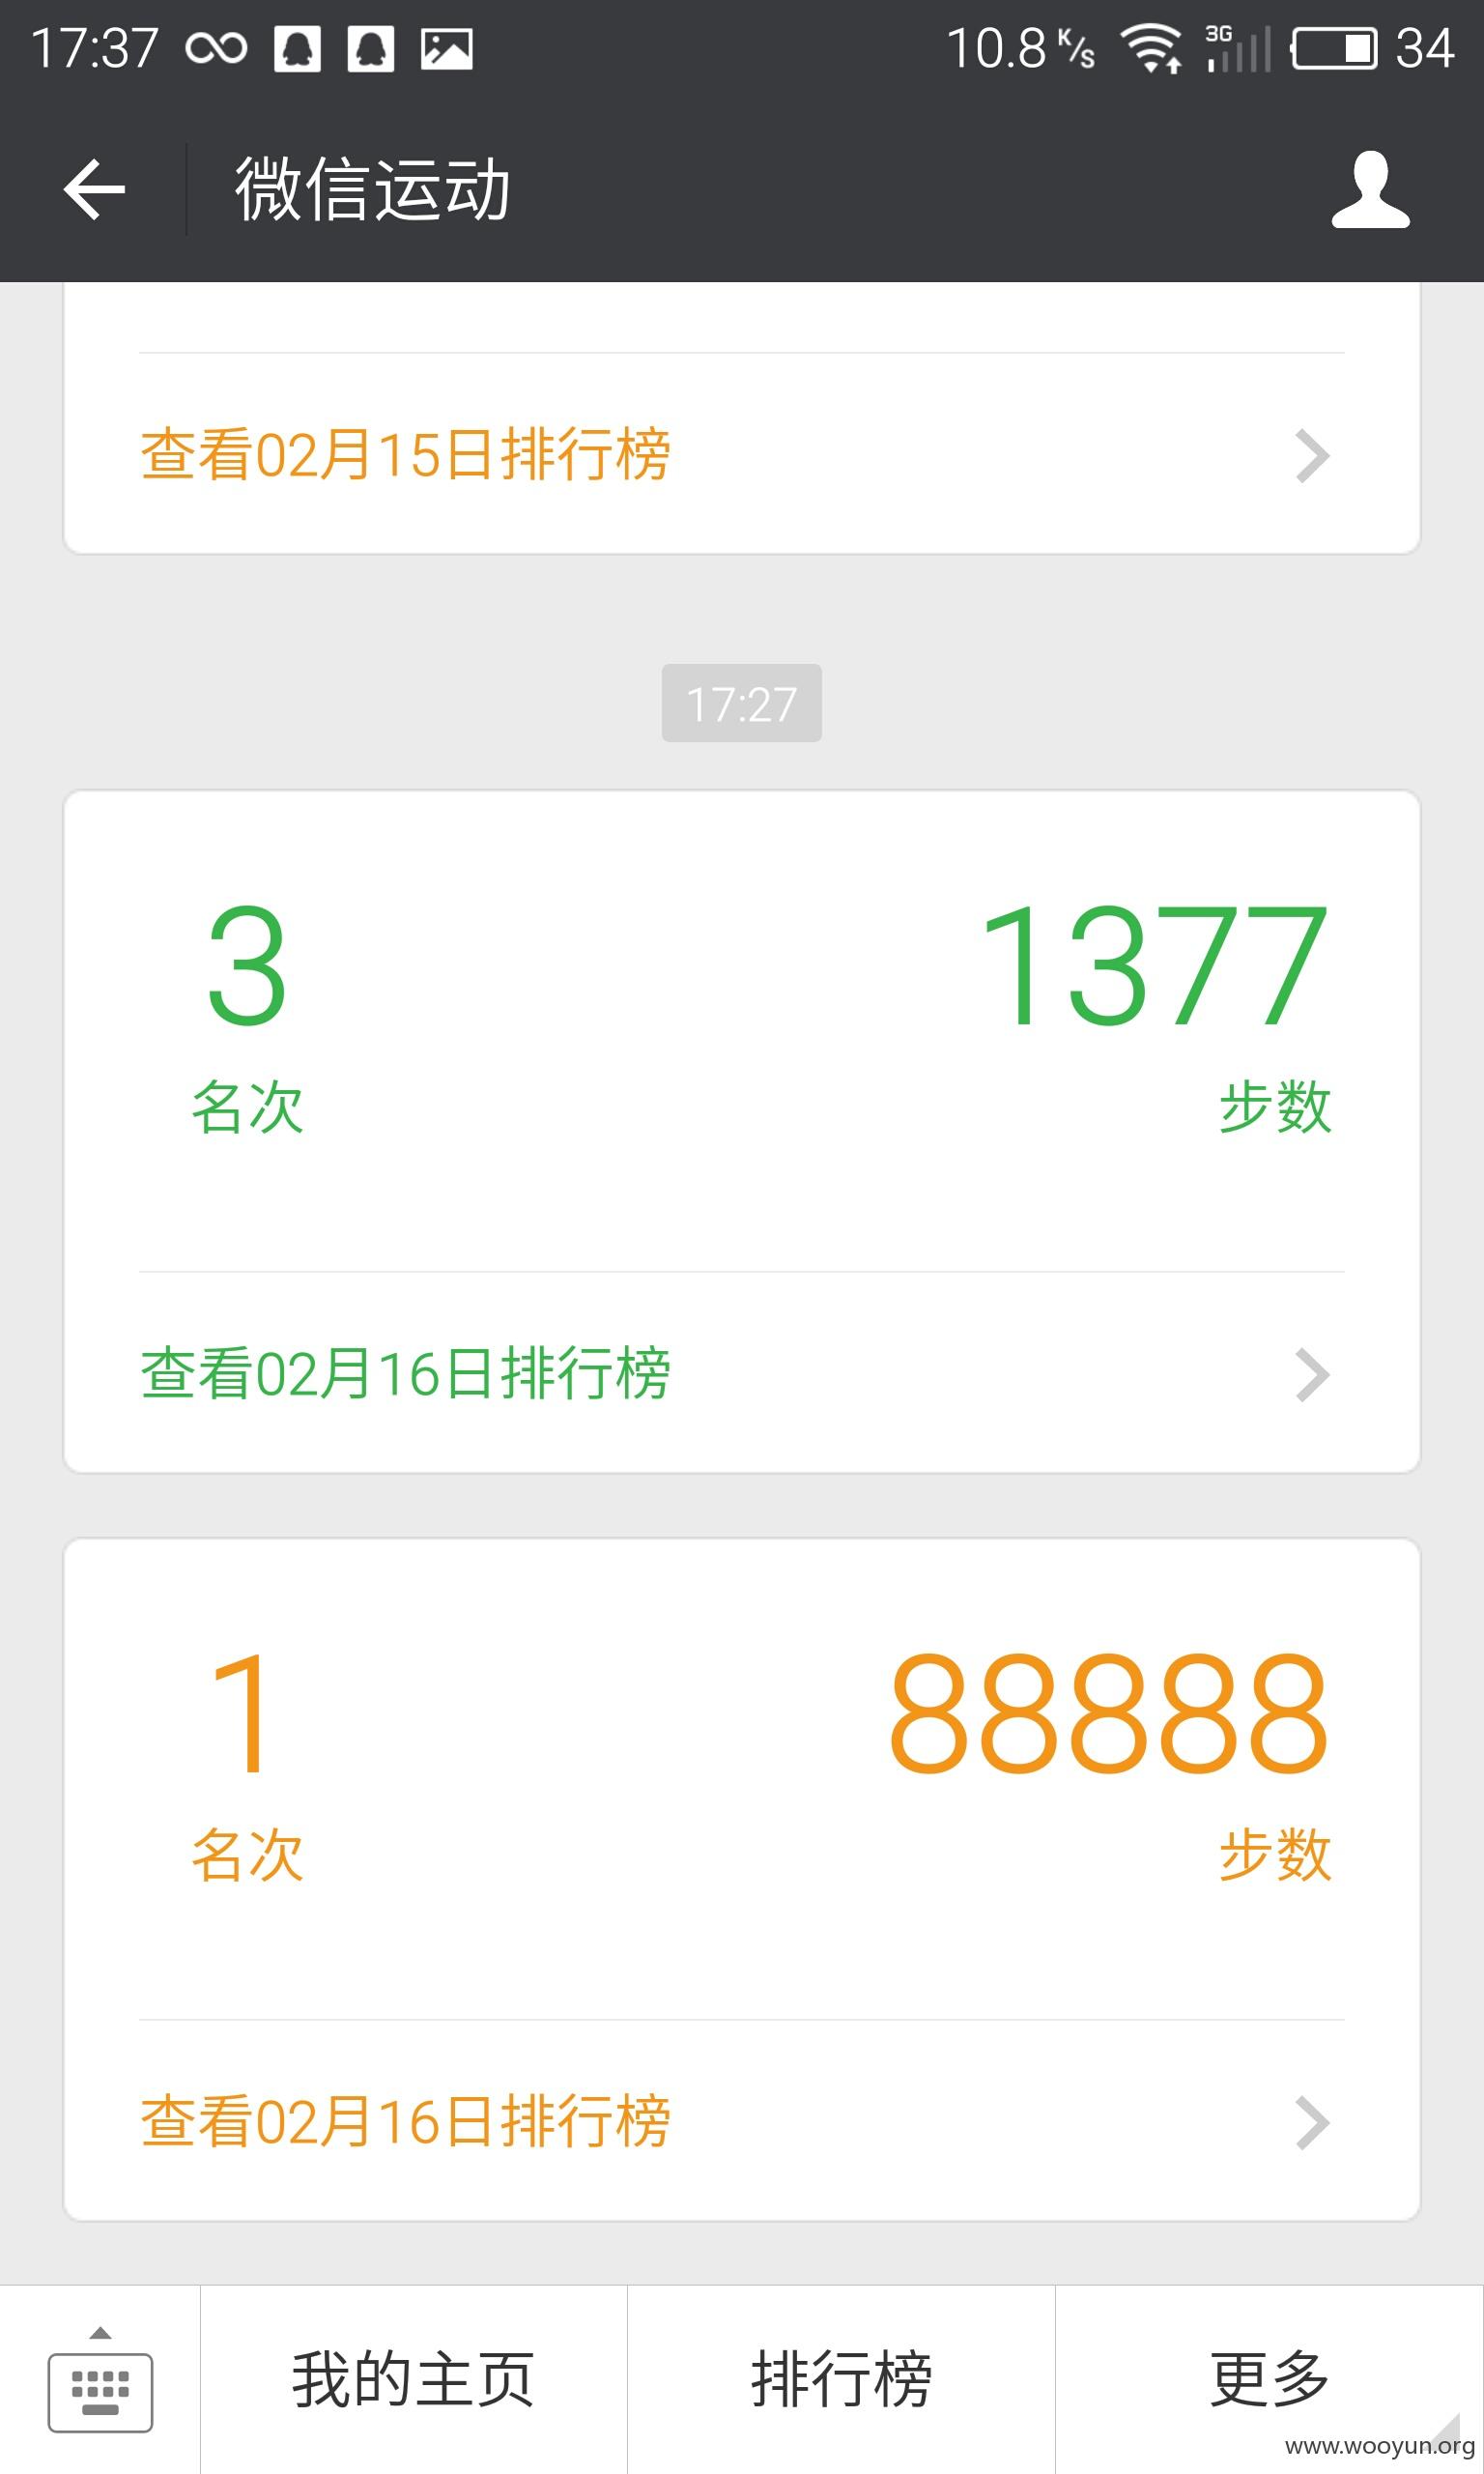 17:37
10.8 K/s 3G 34
微信运动
查看02月15日排行榜
17:27
3 1377
名次 步数
查看02月16日排行榜
1 88888
名次 步数
查看02月16日排行榜
我的主页 排行榜 更多
www.wooyun.org